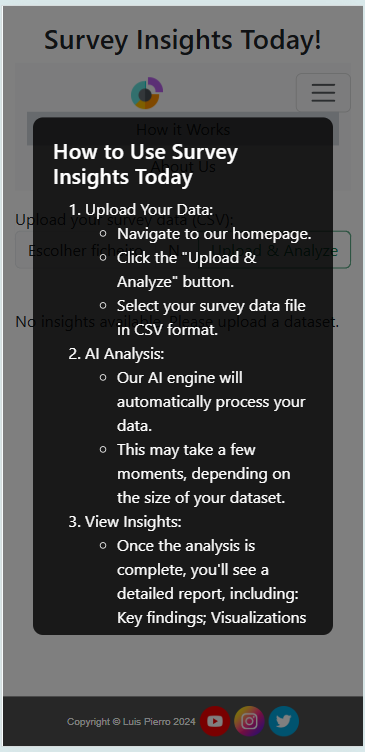 Survey Insights Today!
How it Works
About Us
How to Use Survey
Insights Today
Upload your survey data (CSV):
1. Upload Your Data:
Navigate to our homepage.
Escolher ficheiro N
Upload & Analyze
Click the "Upload &
Analyze" button.
Select your survey data file
in CSV format.
No insights available. Please upload a dataset.
2. AI Analysis:
Our AI engine will
automatically process your
data.
This may take a few
moments, depending on
the size of your dataset.
3. View Insights:
Once the analysis is
complete, you'll see a
detailed report, including:
Key findings; Visualizations
Copyright © Luis Pierro 2024